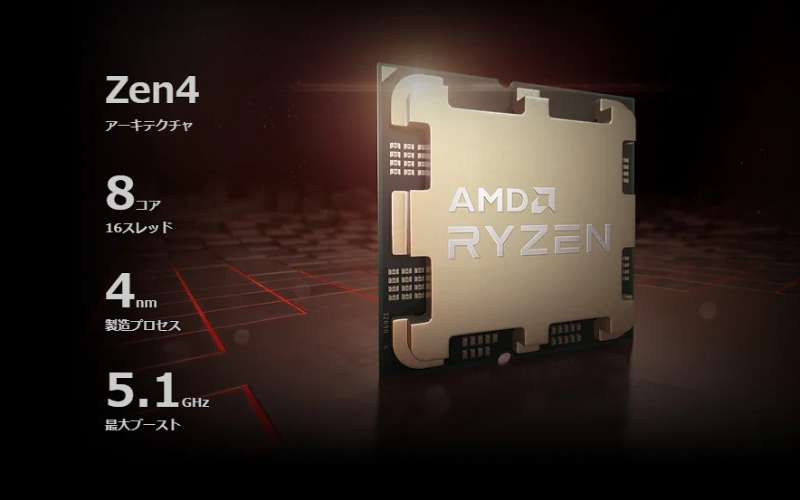 Zen4
アーキテクチャ
8コア
16スレッド
4nm
製造プロセス
5.1GHz
最大ブースト
AMD
RYZEN